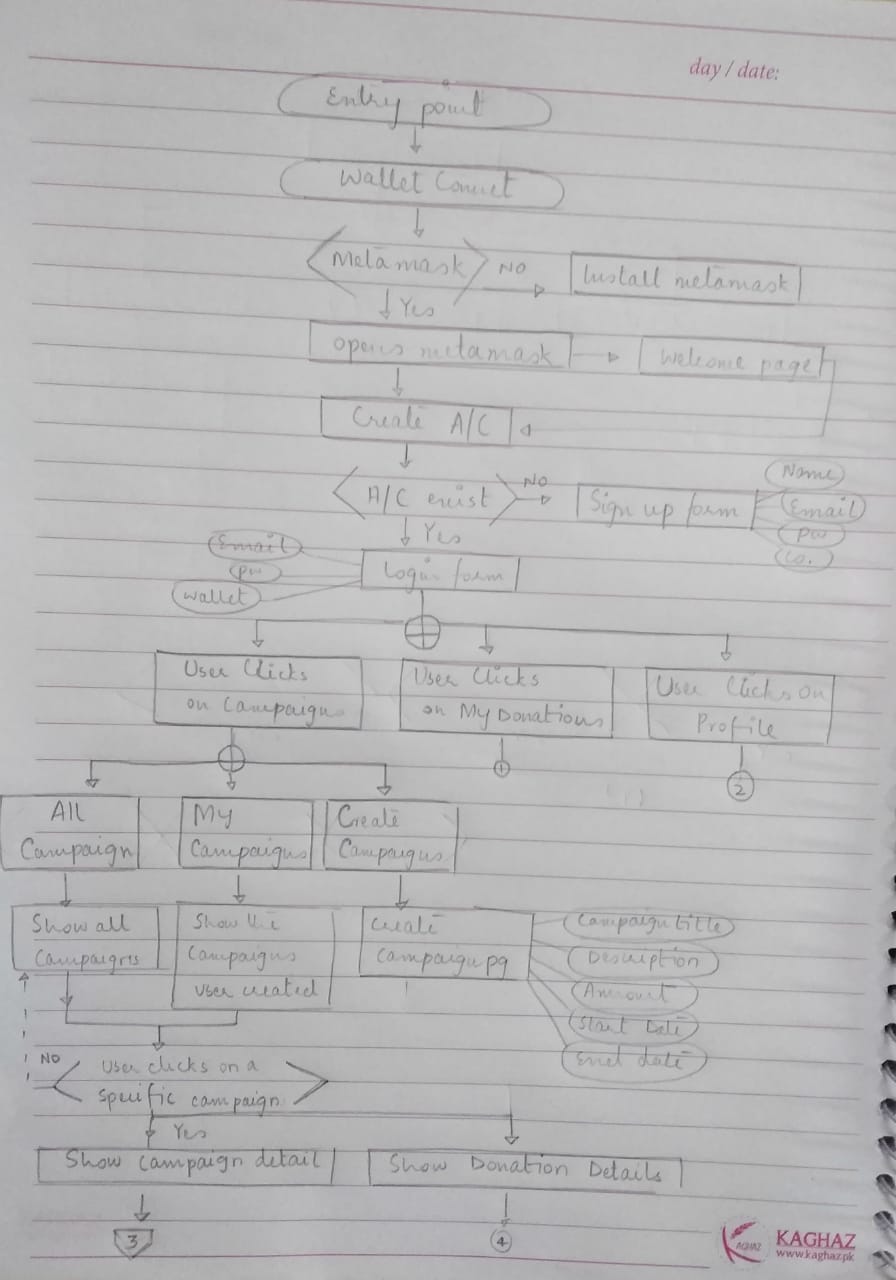 day / date:
Entry point
Wallet Connect
Metamask
NO
Install metamask
Yes
opens metamask
welcome page
Create A/C
A/C exist
NO
Sign up form
Name
Email
pw
Co.
Yes
Email
pw
wallet
Login form
User Clicks
on Campaigns
User Clicks
on My Donations
User Clicks on
Profile
1
2
All
Campaign
My
Campaigns
Create
Campaigns
Show all
Campaigns
Show the
Campaigns
user created
Create
Campaign pg
Campaign title
Description
Amount
Start Date
End date
NO
User clicks on a
specific campaign
Yes
Show Campaign detail
Show Donation Details
3
4
KAGHAZ
KAGHAZ
www.kaghaz.pk